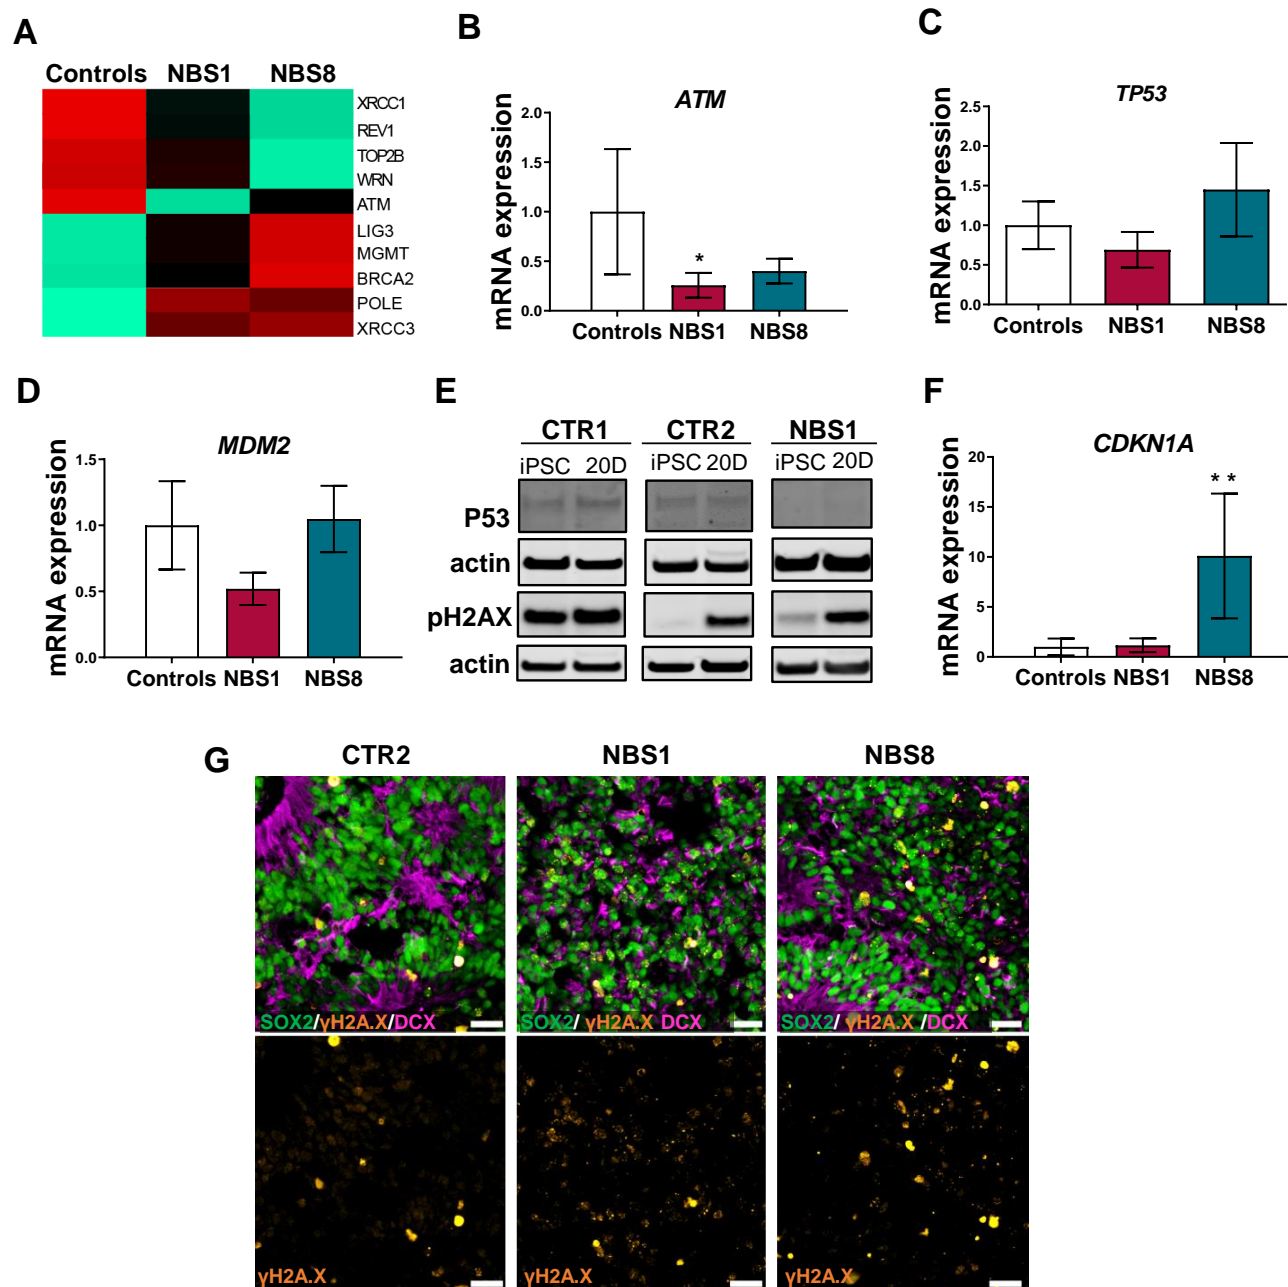 A
Controls NBS1 NBS8
XRCC1
REV1
TOP2B
WRN
ATM
LIG3
MGMT
BRCA2
POLE
XRCC3
B
ATM
mRNA expression
2.0
1.5
1.0
0.5
0.0
*
Controls NBS1 NBS8
C
TP53
mRNA expression
2.5
2.0
1.5
1.0
0.5
0.0
Controls NBS1 NBS8
D
MDM2
mRNA expression
1.5
1.0
0.5
0.0
Controls NBS1 NBS8
E
CTR1 CTR2 NBS1
iPSC 20D iPSC 20D iPSC 20D
P53
actin
pH2AX
actin
F
CDKN1A
mRNA expression
20
15
10
5
0
**
Controls NBS1 NBS8
G
CTR2 NBS1 NBS8
SOX2/γH2A.X/DCX
SOX2/ γH2A.X DCX
SOX2/ γH2A.X /DCX
γH2A.X
γH2A.X
γH2A.X